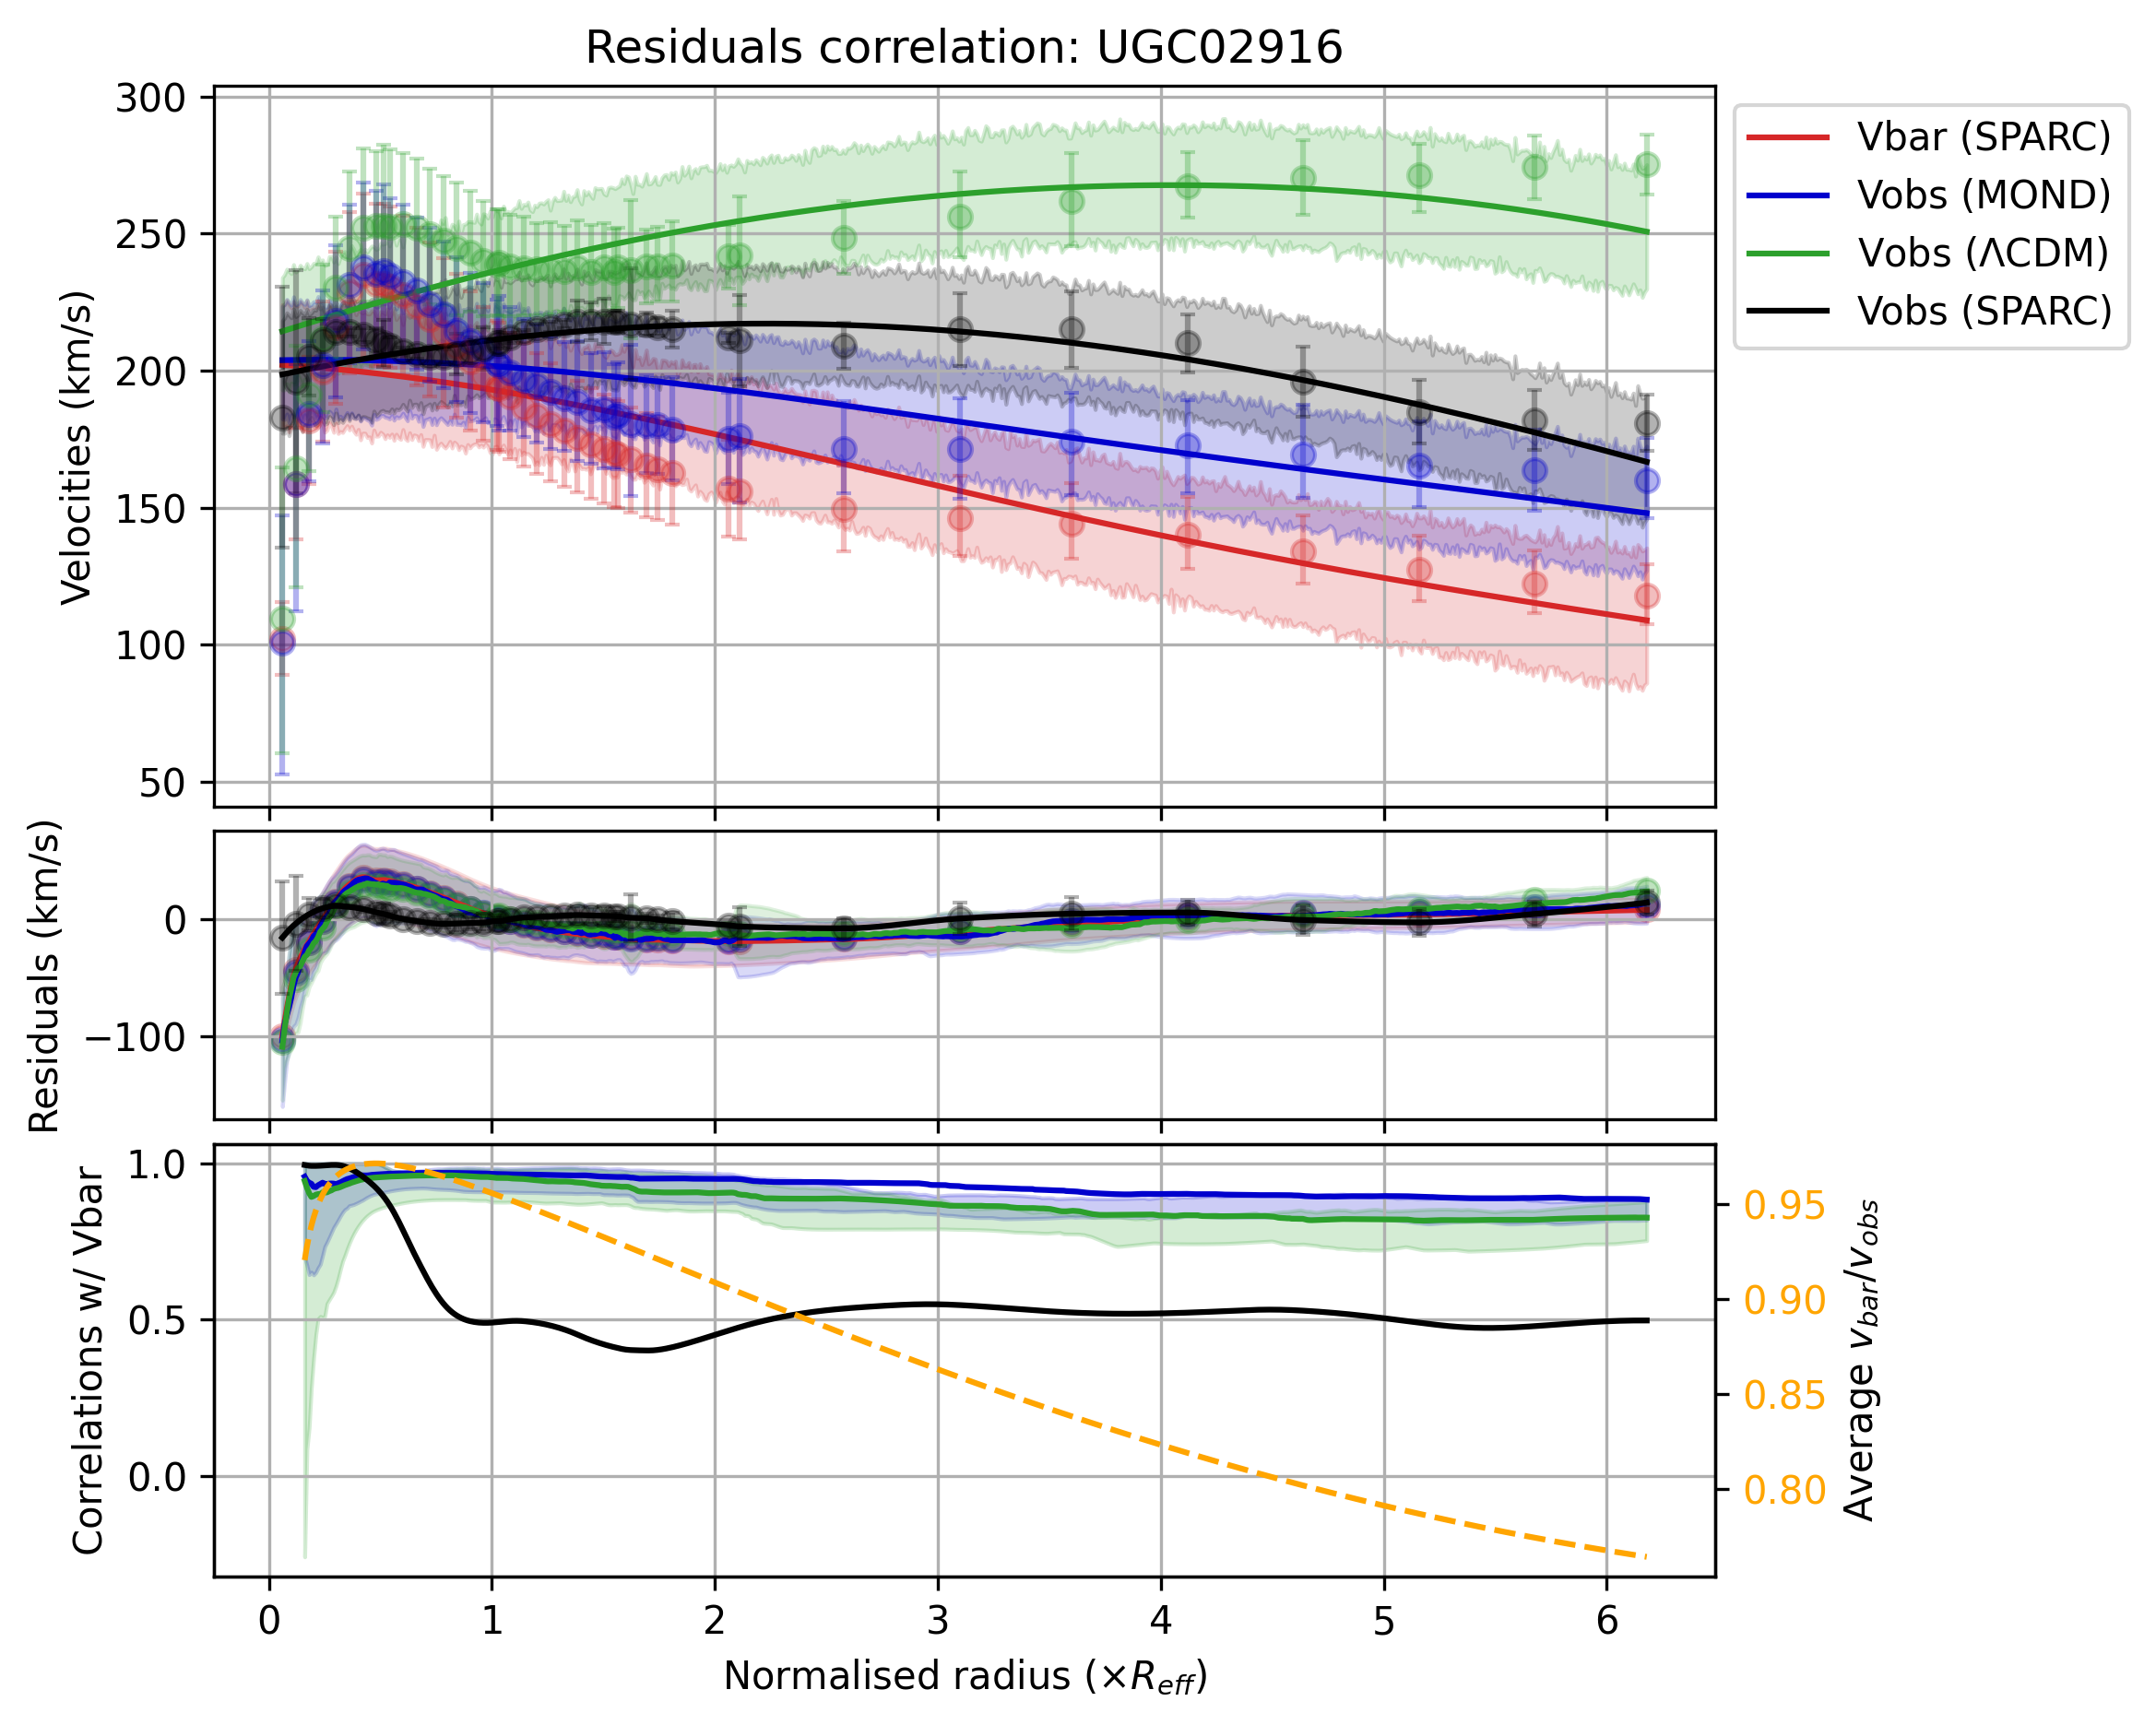 Residuals correlation: UGC02916
300
250
200
150
100
50
Velocities (km/s)
Vbar (SPARC)
Vobs (MOND)
Vobs (ΛCDM)
Vobs (SPARC)
0
−100
Residuals (km/s)
1.0
0.5
0.0
Correlations w/ Vbar
0.95
0.90
0.85
0.80
Average v_bar/v_obs
0 1 2 3 4 5 6
Normalised radius (×R_eff)